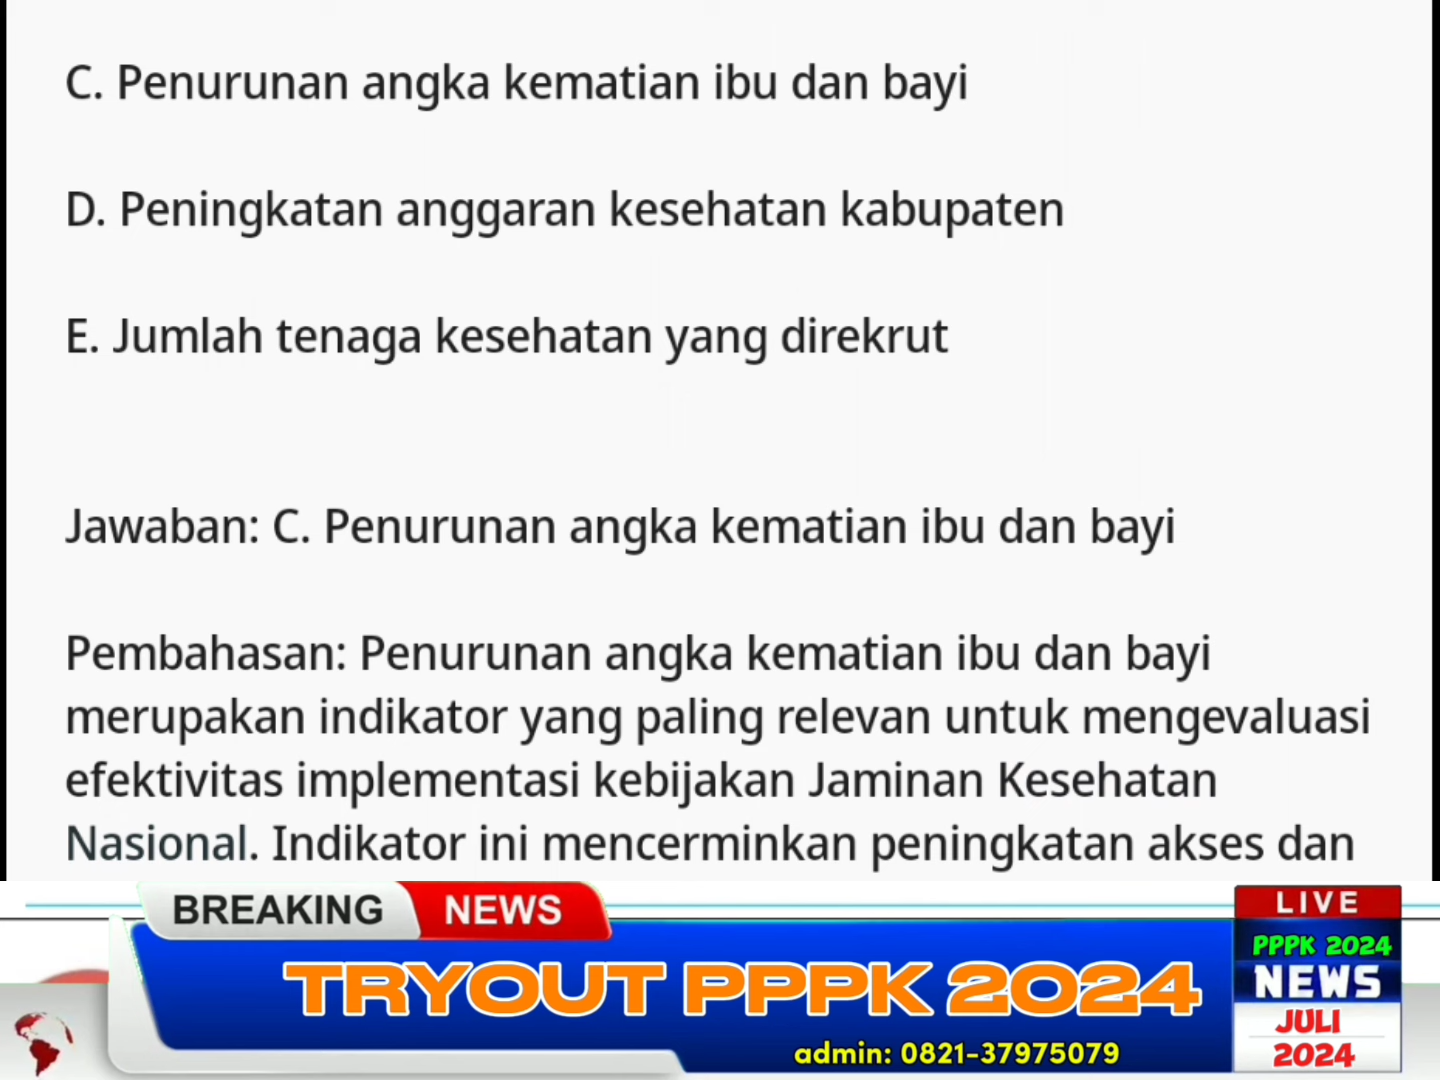 C. Penurunan angka kematian ibu dan bayi
D. Peningkatan anggaran kesehatan kabupaten
E. Jumlah tenaga kesehatan yang direkrut
Jawaban: C. Penurunan angka kematian ibu dan bayi
Pembahasan: Penurunan angka kematian ibu dan bayi
merupakan indikator yang paling relevan untuk mengevaluasi
efektivitas implementasi kebijakan Jaminan Kesehatan
Nasional. Indikator ini mencerminkan peningkatan akses dan
BREAKING NEWS
TRYOUT PPPK 2024
admin: 0821-37975079
LIVE
PPPK 2024
NEWS
JULI
2024